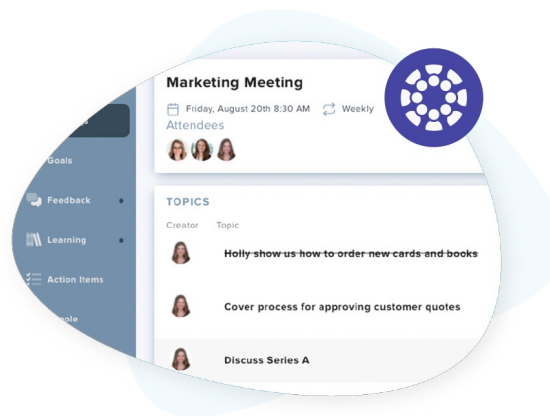 Marketing Meeting
Friday, August 20th 8:30 AM Weekly
Attendees
Goals
TOPICS
Feedback
Creator Topic
Learning
Holly show us how to order new cards and books
Action Items
Cover process for approving customer quotes
Discuss Series A